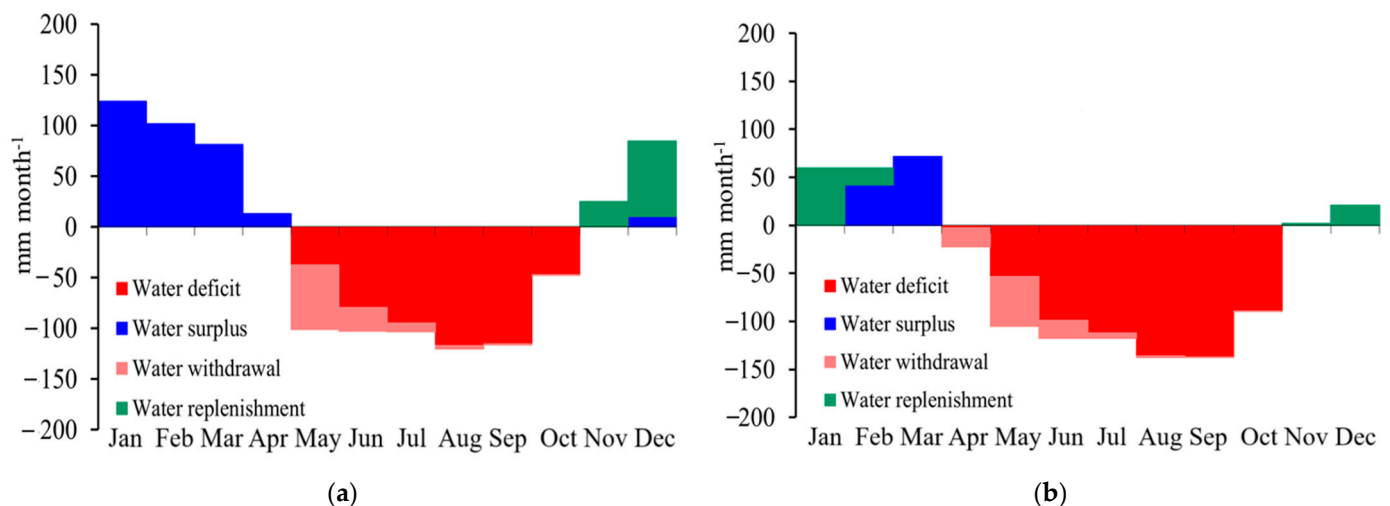 200
150
100
50
0
−50
−100
−150
−200
mm month⁻¹
Water deficit
Water surplus
Water withdrawal
Water replenishment
Jan Feb Mar Apr May Jun Jul Aug Sep Oct Nov Dec
(a)
200
150
100
50
0
−50
−100
−150
−200
mm month⁻¹
Water deficit
Water surplus
Water withdrawal
Water replenishment
Jan Feb Mar Apr May Jun Jul Aug Sep Oct Nov Dec
(b)